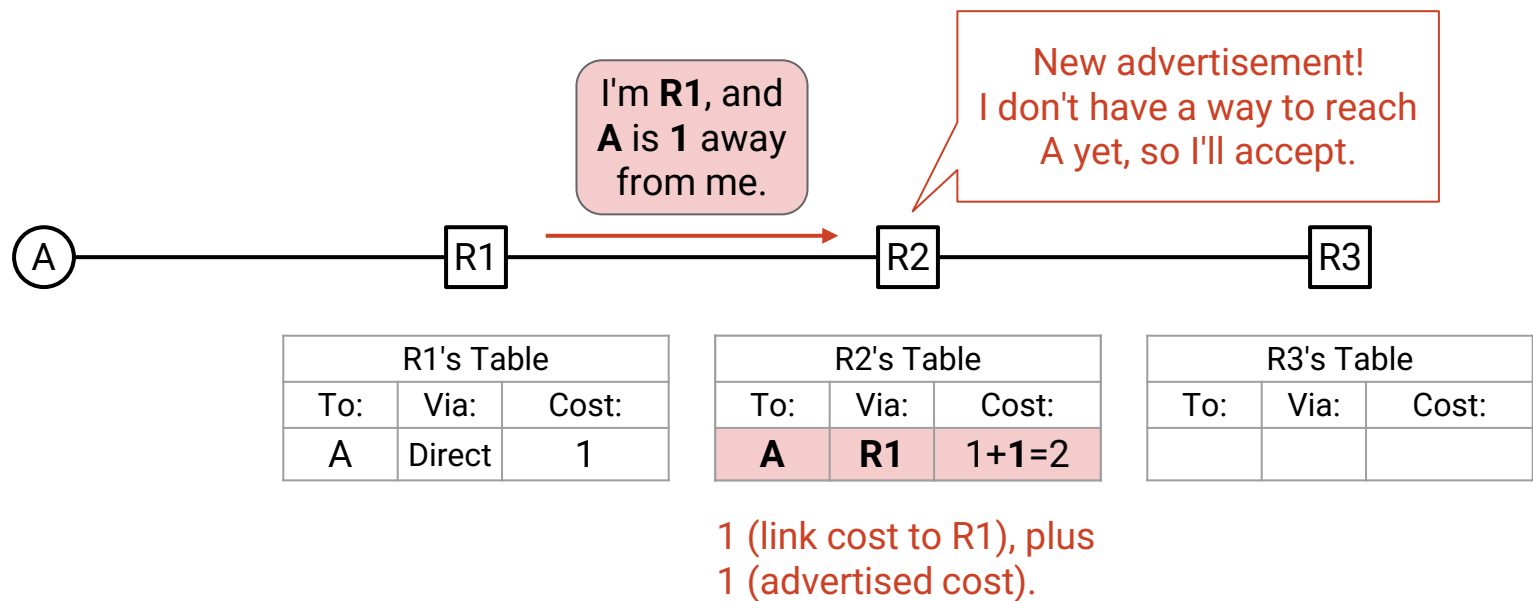 New advertisement!
I don't have a way to reach
A yet, so I'll accept.
I'm R1, and
A is 1 away
from me.
A
R1
R2
R3
R1's Table
To: Via: Cost:
A Direct 1
R2's Table
To: Via: Cost:
A R1 1+1=2
R3's Table
To: Via: Cost:
1 (link cost to R1), plus
1 (advertised cost).